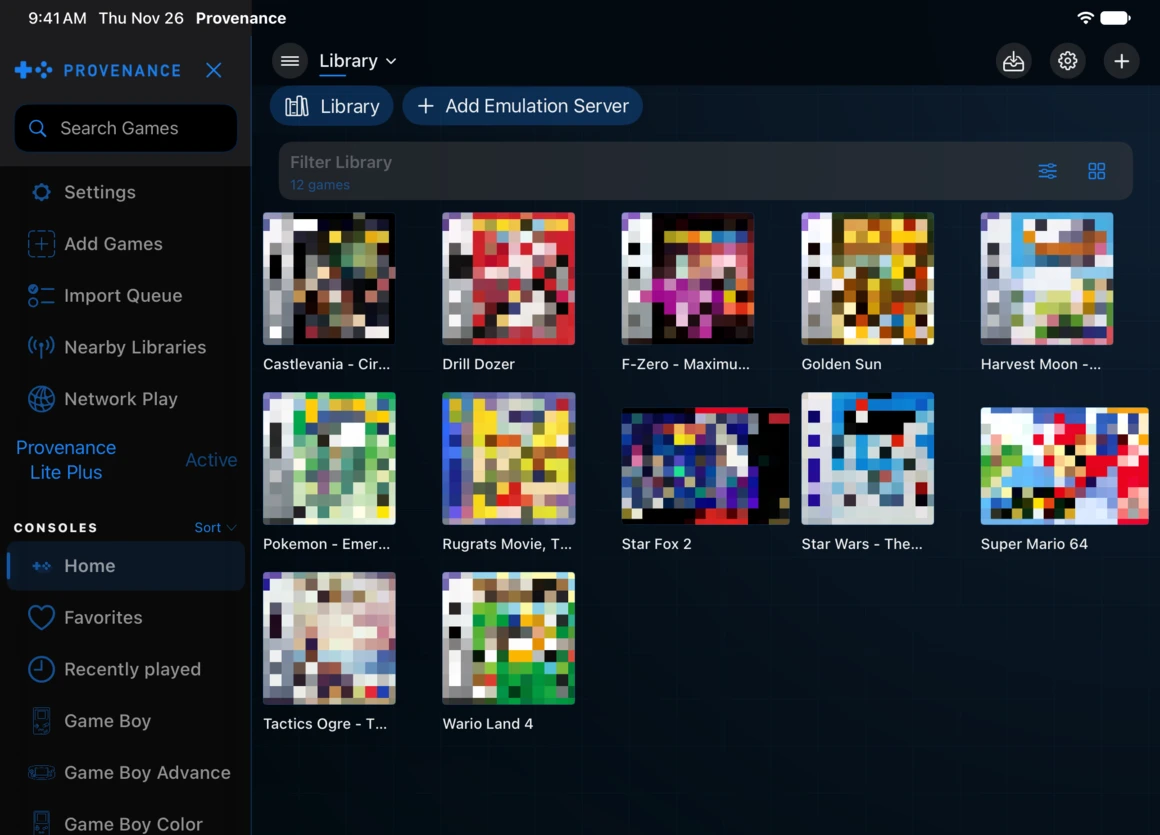 9:41 AM Thu Nov 26 Provenance
PROVENANCE
Search Games
Settings
Add Games
Import Queue
Nearby Libraries
Network Play
Provenance
Lite Plus
Active
CONSOLES
Sort
Home
Favorites
Recently played
Game Boy
Game Boy Advance
Game Boy Color
Library
Library
Add Emulation Server
Filter Library
12 games
Castlevania - Cir...
Drill Dozer
F-Zero - Maximu...
Golden Sun
Harvest Moon -...
Pokemon - Emer...
Rugrats Movie, T...
Star Fox 2
Star Wars - The...
Super Mario 64
Tactics Ogre - T...
Wario Land 4